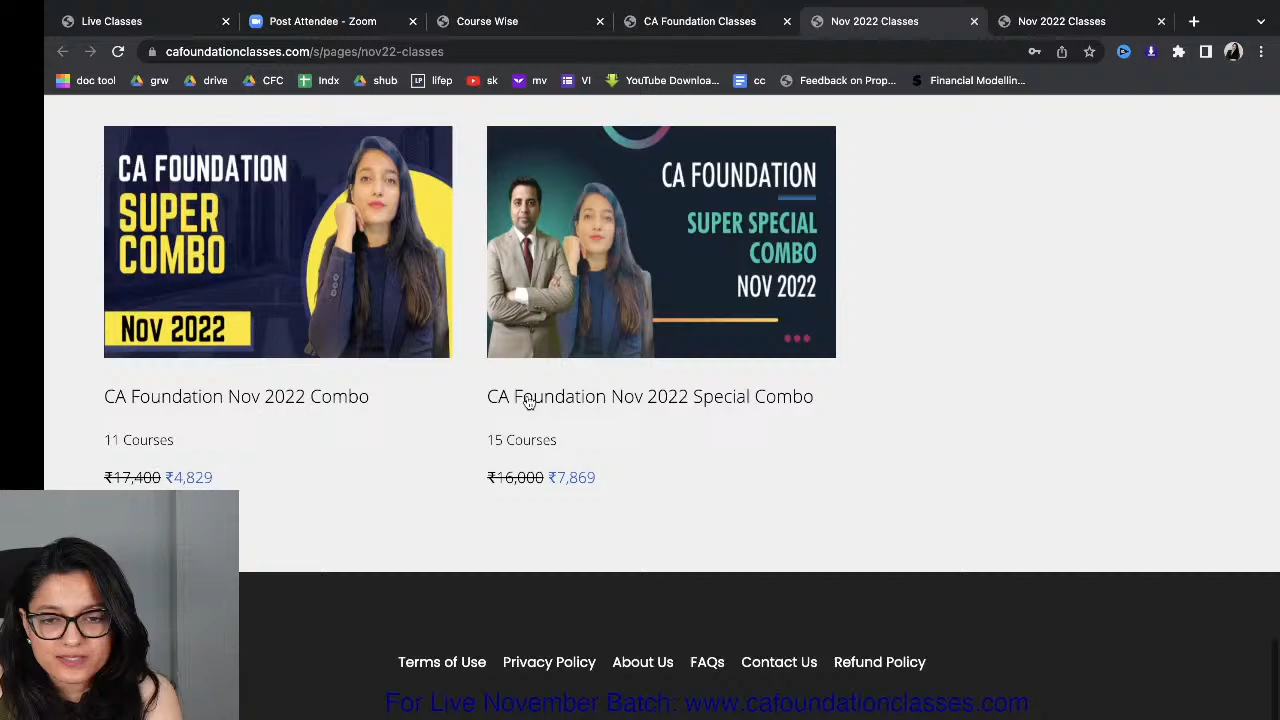 Live Classes
Post Attendee - Zoom
Course Wise
CA Foundation Classes
Nov 2022 Classes
Nov 2022 Classes
cafoundationclasses.com/s/pages/nov22-classes
doc tool
grw
drive
CFC
Indx
shub
LF
lifep
sk
mv
VI
YouTube Downloa...
cc
Feedback on Prop...
Financial Modellin...
CA FOUNDATION
SUPER
COMBO
Nov 2022
CA FOUNDATION
SUPER SPECIAL
COMBO
NOV 2022
CA Foundation Nov 2022 Combo
CA Foundation Nov 2022 Special Combo
11 Courses
15 Courses
₹17,400 ₹4,829
₹16,000 ₹7,869
Terms of Use
Privacy Policy
About Us
FAQs
Contact Us
Refund Policy
For Live November Batch: www.cafoundationclasses.com